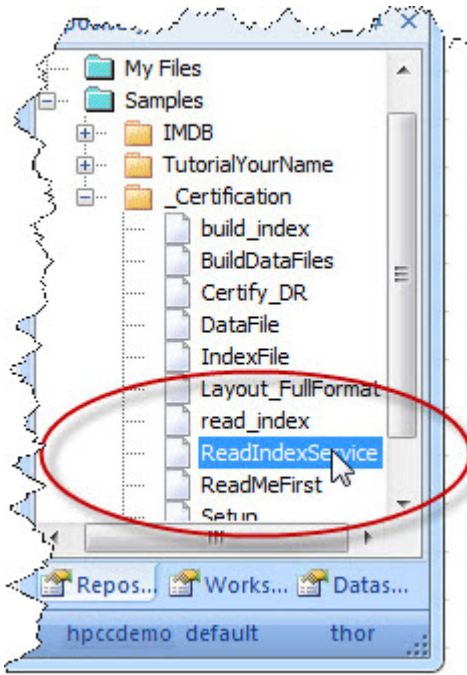 My Files
Samples
IMDB
TutorialYourName
_Certification
build_index
BuildDataFiles
Certify_DR
DataFile
IndexFile
Layout_FullFormat
read_index
ReadIndexService
ReadMeFirst
Setup
Repos... Works... Datas...
hpccdemo default thor